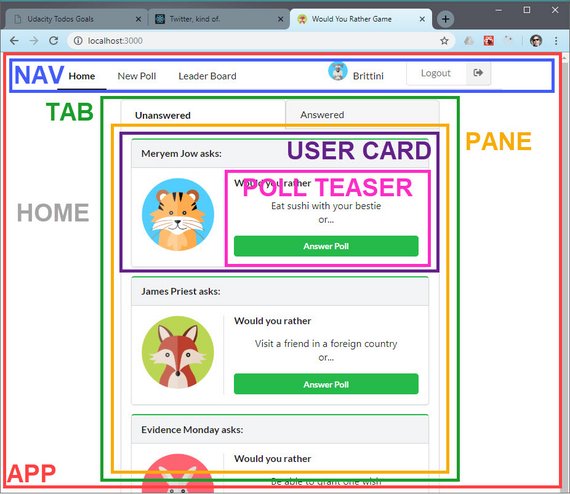 Udacity Todos Goals
Twitter, kind of.
Would You Rather Game
localhost:3000
NAV
Home
New Poll
Leader Board
Brittini
Logout
TAB
Unanswered
Answered
USER CARD
PANE
Meryem Jow asks:
Would you rather
POLL TEASER
Eat sushi with your bestie
or...
Answer Poll
HOME
James Priest asks:
Would you rather
Visit a friend in a foreign country
or...
Answer Poll
Evidence Monday asks:
Would you rather
Be able to grant one wish
APP